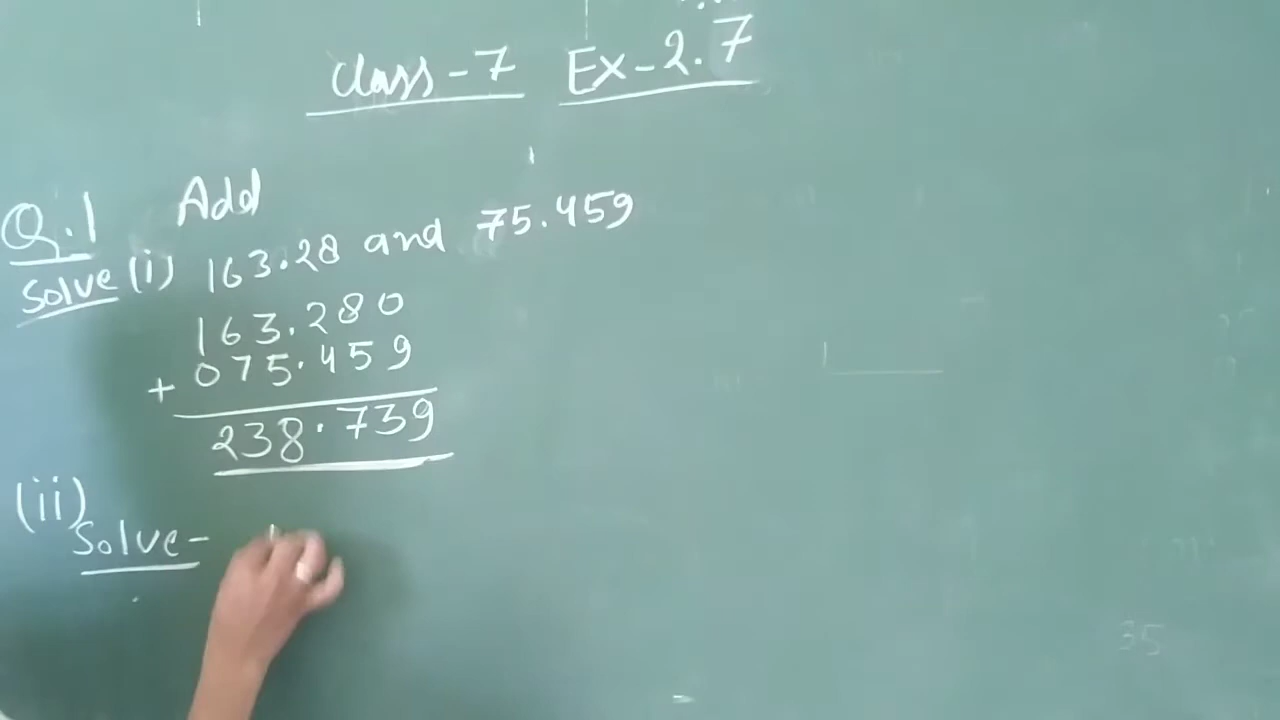 Class-7 Ex-2.7
Q.1 Add
Solve (i) 163.28 and 75.459
163.280
+ 075.459
238.739
(ii)
Solve-
35